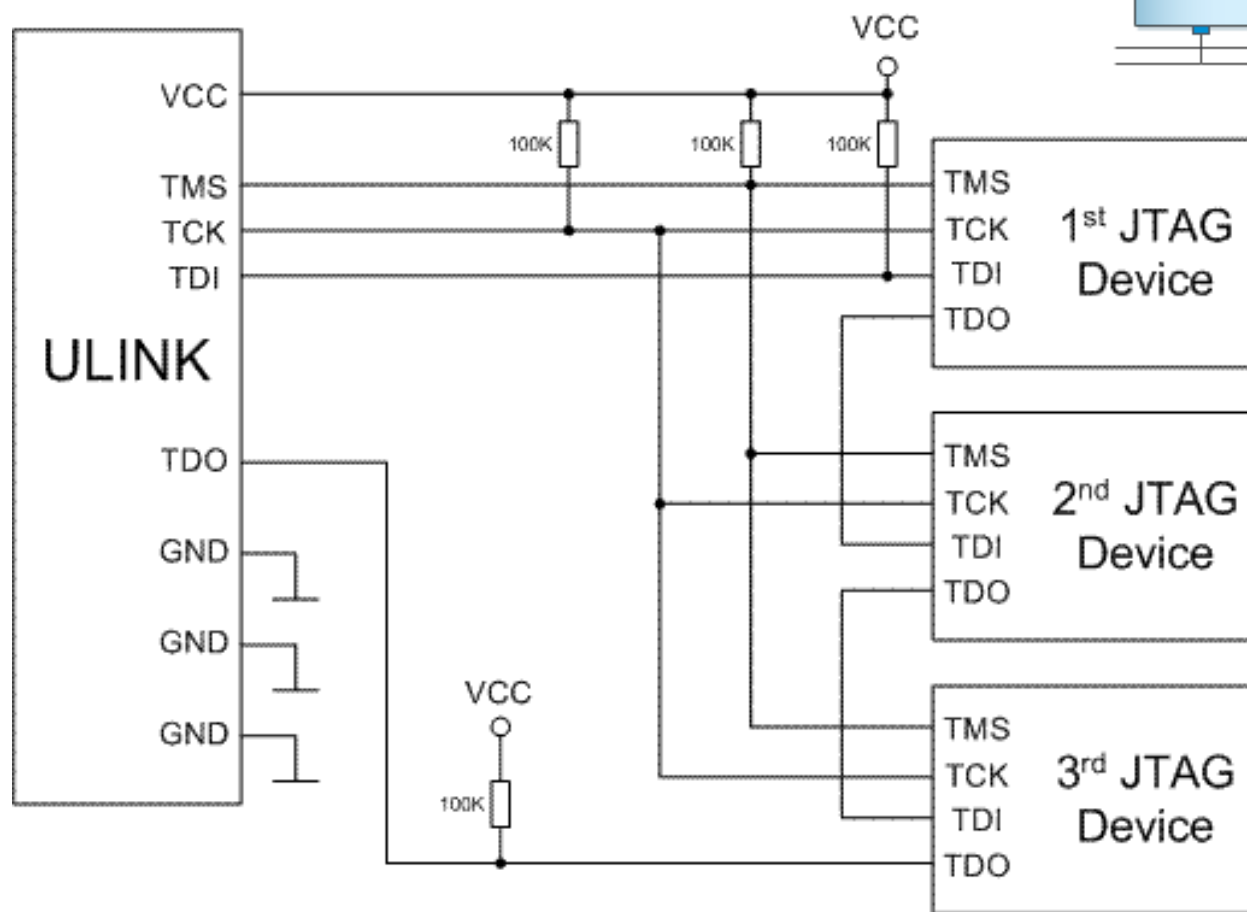 VCC
VCC
100K
100K
100K
TMS
TCK
TDI
ULINK
TDO
GND
GND
GND
VCC
100K
TMS
TCK
TDI
TDO
1st JTAG
Device
TMS
TCK
TDI
TDO
2nd JTAG
Device
TMS
TCK
TDI
TDO
3rd JTAG
Device